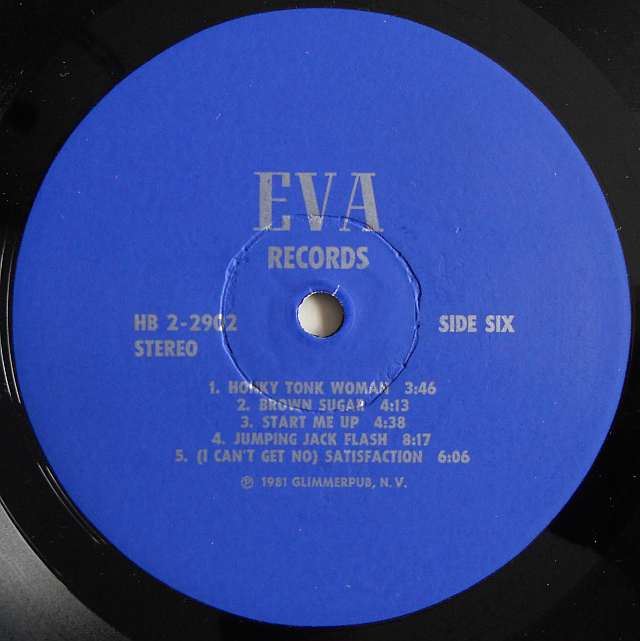 EVA
RECORDS
HB 2-2902
STEREO
SIDE SIX
1. HONKY TONK WOMAN 3:46
2. BROWN SUGAR 4:13
3. START ME UP 4:38
4. JUMPING JACK FLASH 8:17
5. (I CAN'T GET NO) SATISFACTION 6:06
℗ 1981 GLIMMERPUB, N. V.